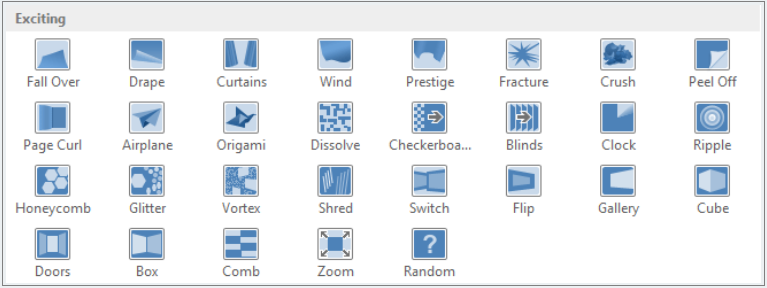 Exciting
Fall Over Drape Curtains Wind Prestige Fracture Crush Peel Off
Page Curl Airplane Origami Dissolve Checkerboa... Blinds Clock Ripple
Honeycomb Glitter Vortex Shred Switch Flip Gallery Cube
?
Doors Box Comb Zoom Random